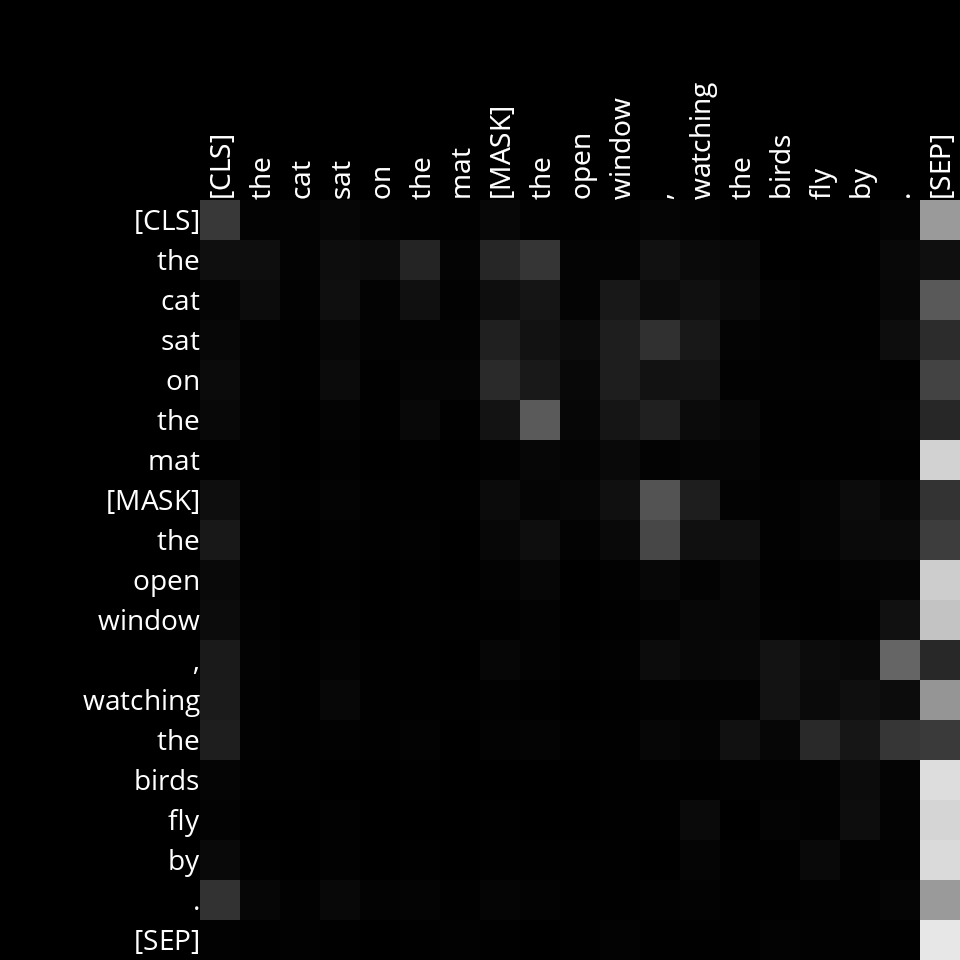 [CLS] the cat sat on the mat [MASK] the open window , watching the birds fly by . [SEP]
[CLS]
the
cat
sat
on
the
mat
[MASK]
the
open
window
,
watching
the
birds
fly
by
.
[SEP]